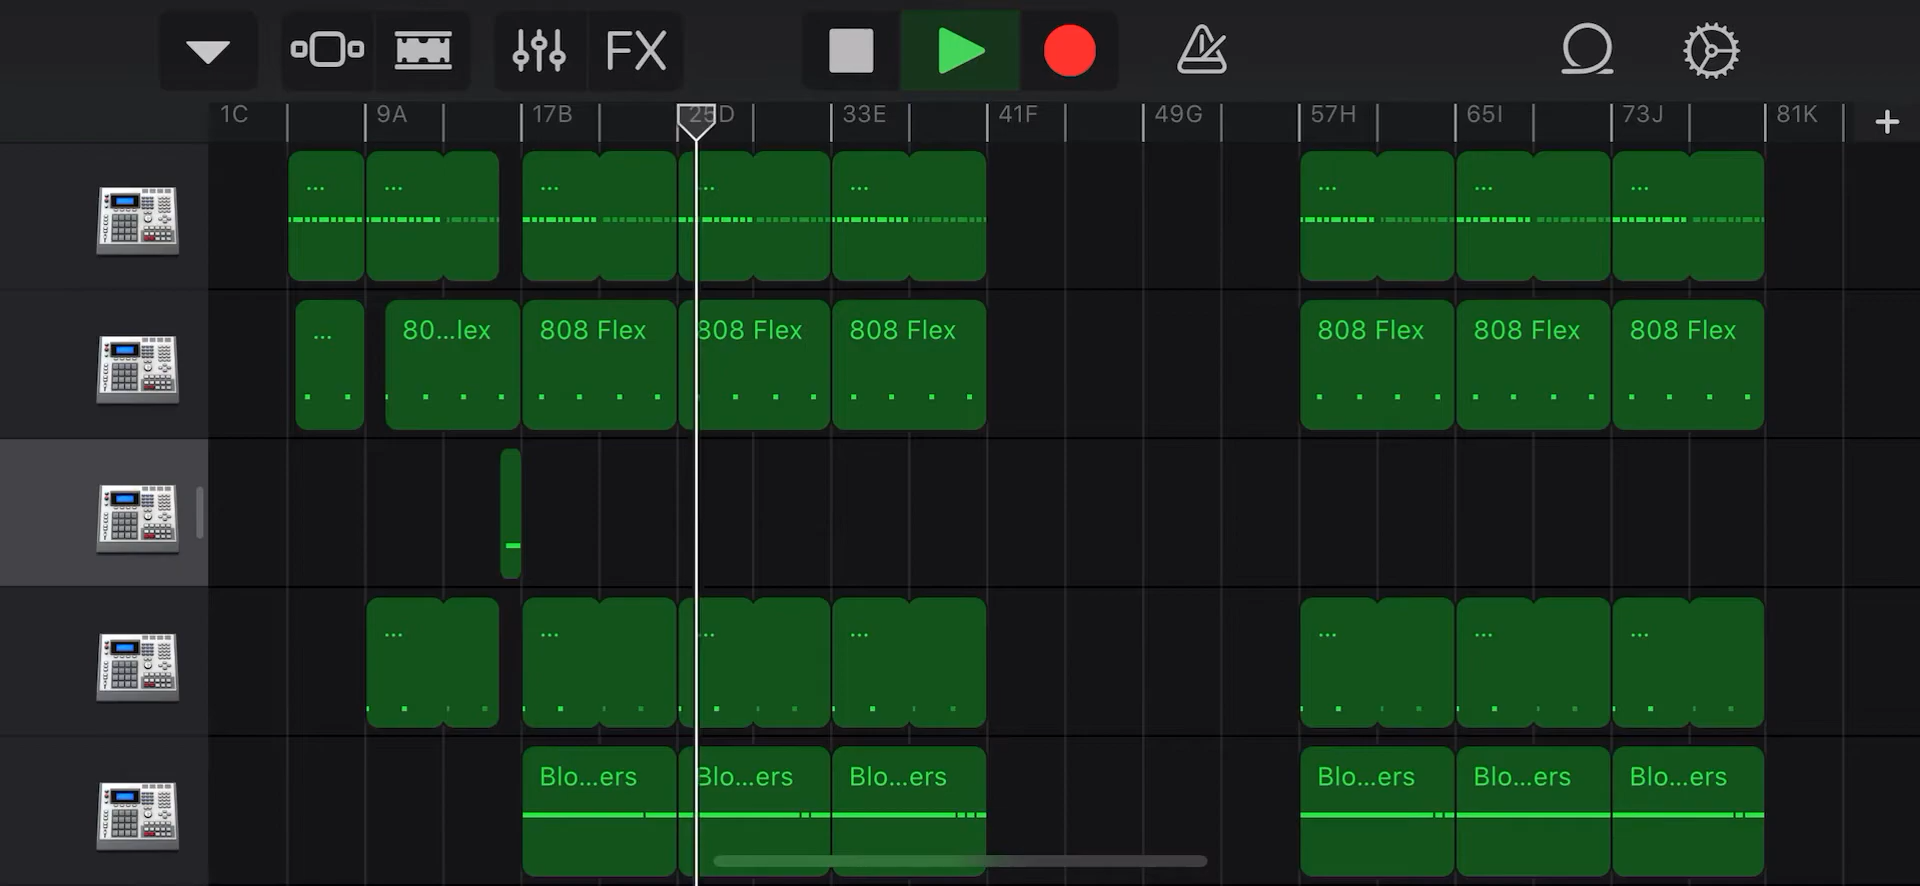 FX
1C 9A 17B 25D 33E 41F 49G 57H 65I 73J 81K +
... ... ... ... ... ... ... ...
... 80...lex 808 Flex 808 Flex 808 Flex 808 Flex 808 Flex 808 Flex
... ... ... ... ... ... ...
Blo...ers Blo...ers Blo...ers Blo...ers Blo...ers Blo...ers